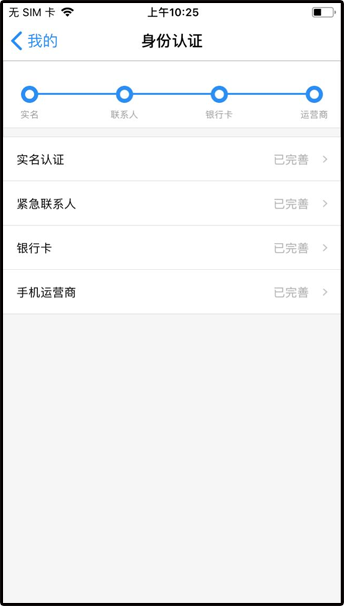 无 SIM 卡 上午10:25
我的 身份认证
实名 联系人 银行卡 运营商
实名认证 已完善
紧急联系人 已完善
银行卡 已完善
手机运营商 已完善